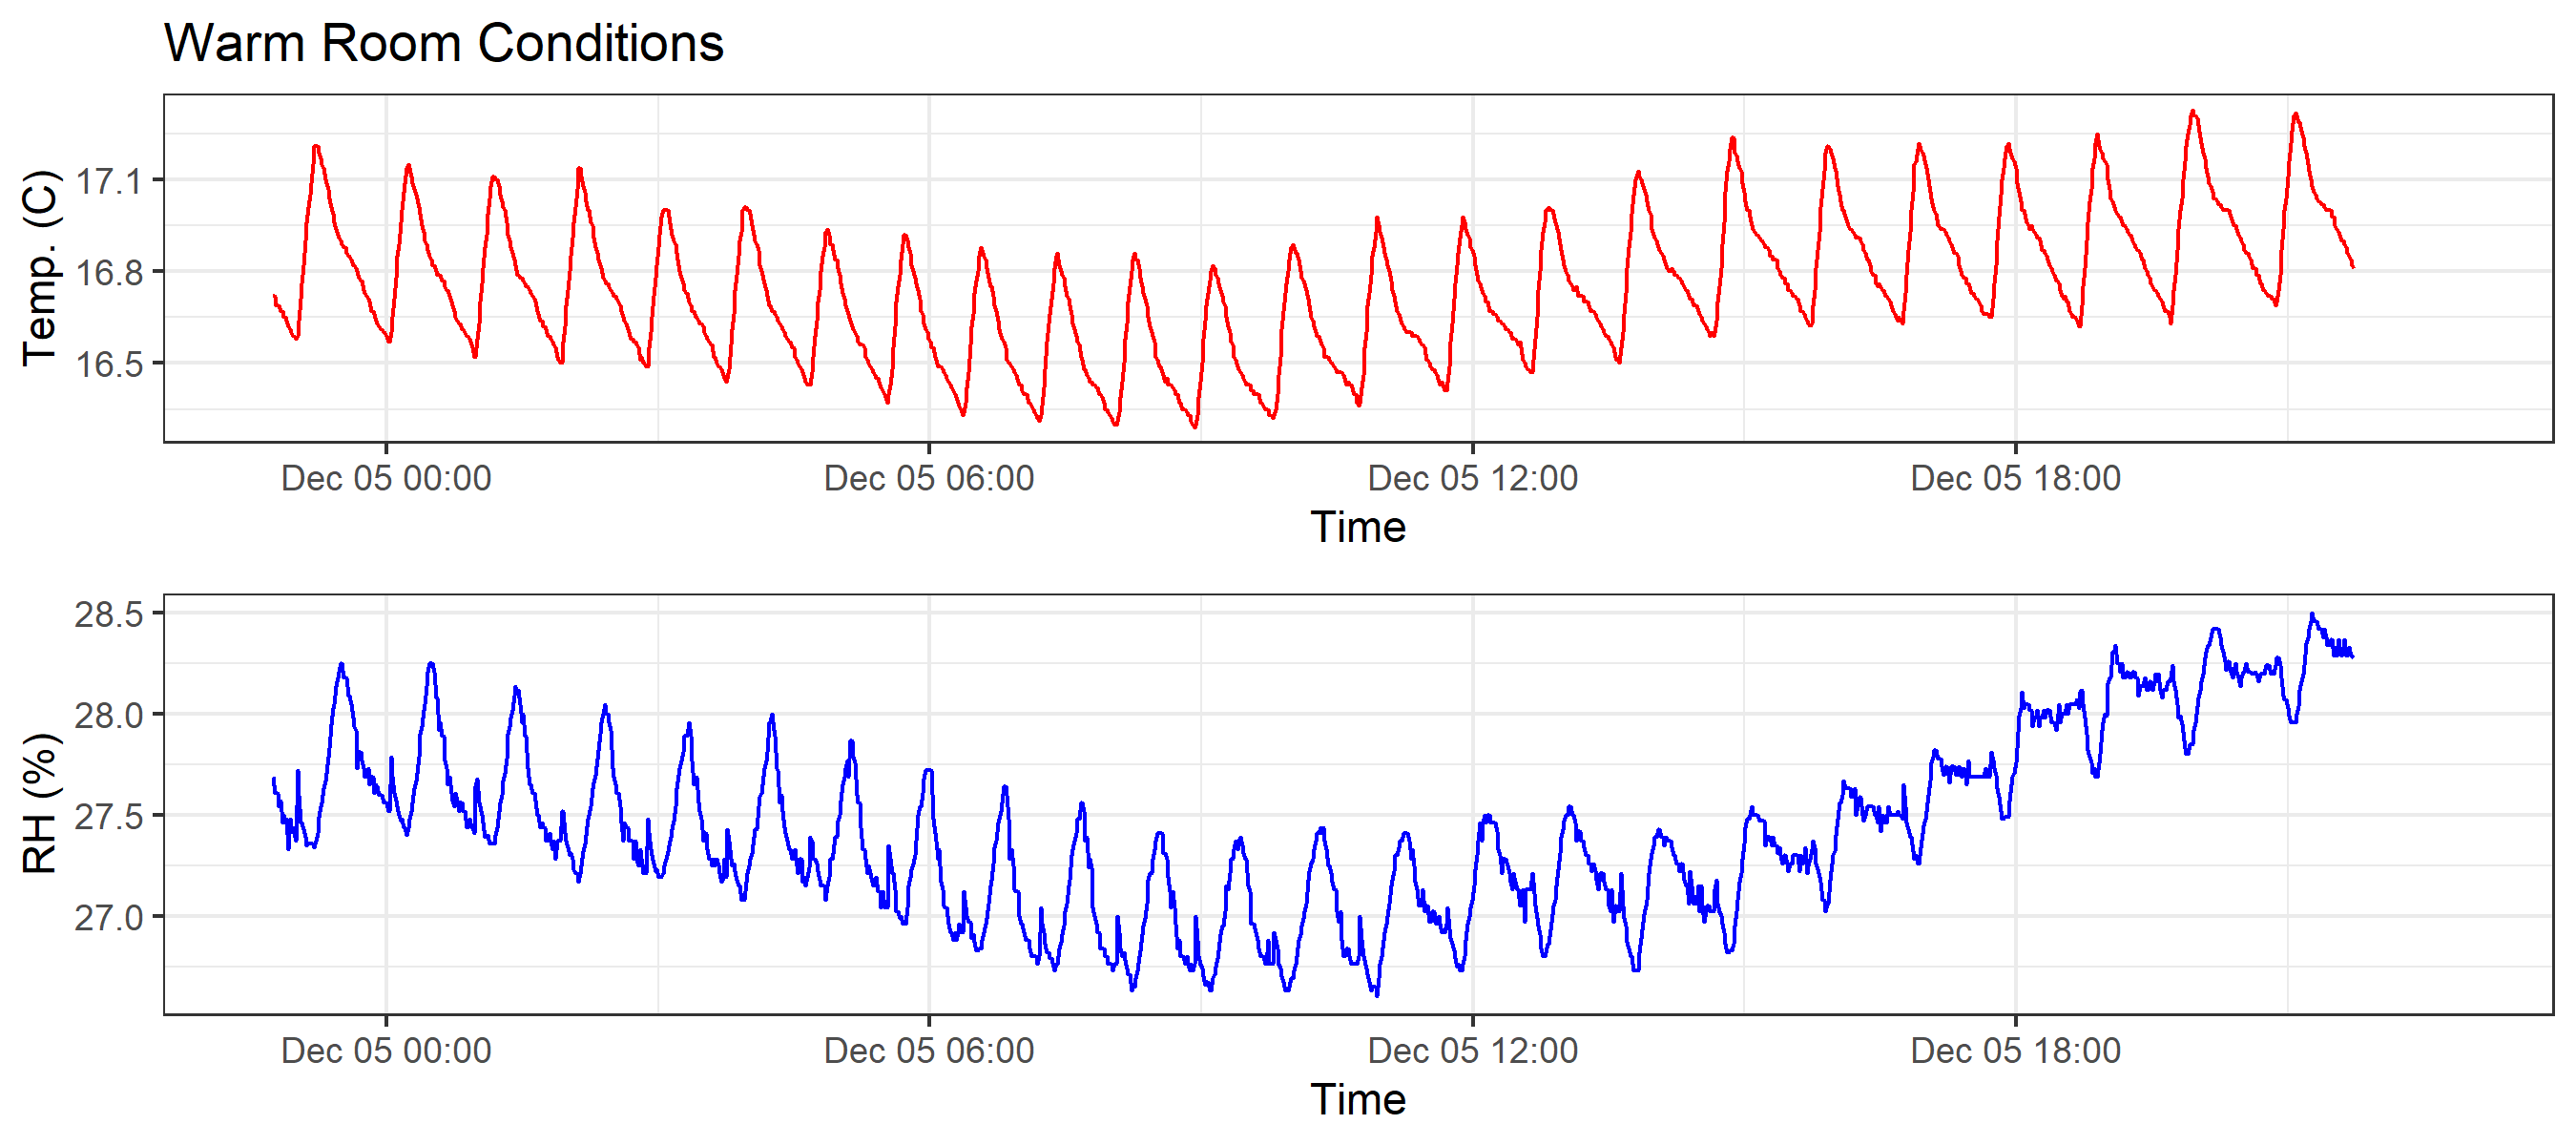 Warm Room Conditions
Temp. (C)
17.1
16.8
16.5
Dec 05 00:00 Dec 05 06:00 Dec 05 12:00 Dec 05 18:00
Time
RH (%)
28.5
28.0
27.5
27.0
Dec 05 00:00 Dec 05 06:00 Dec 05 12:00 Dec 05 18:00
Time